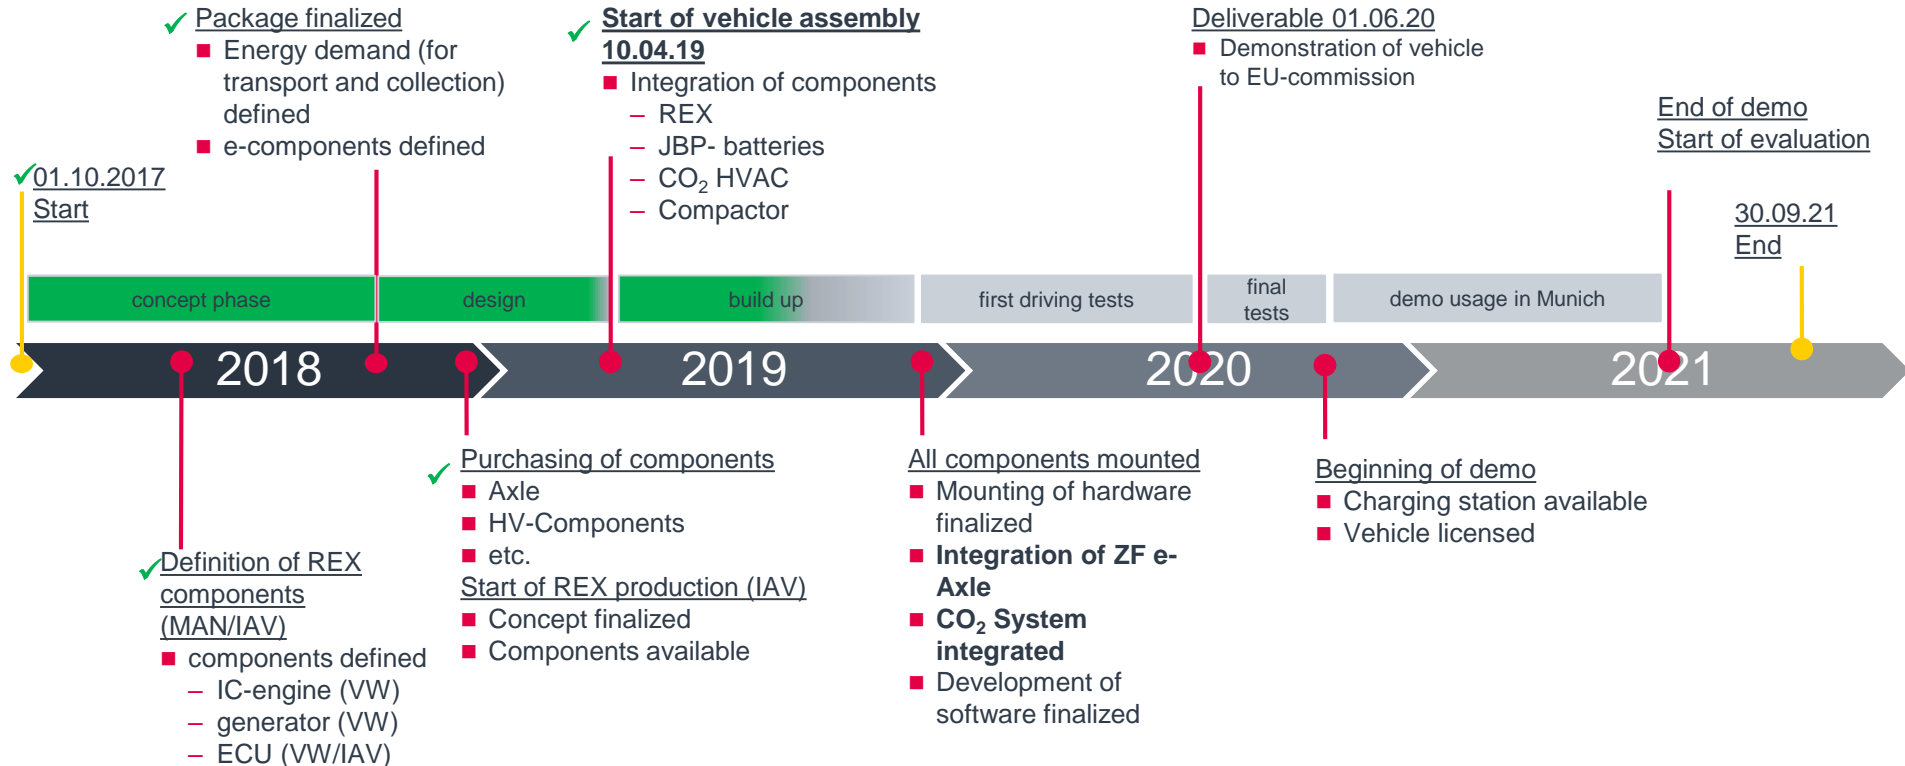 Package finalized
Energy demand (for
transport and collection)
defined
e-components defined
Start of vehicle assembly
10.04.19
Integration of components
– REX
– JBP- batteries
– CO₂ HVAC
– Compactor
Deliverable 01.06.20
Demonstration of vehicle
to EU-commission
End of demo
Start of evaluation
01.10.2017
Start
30.09.21
End
concept phase
design
build up
first driving tests
final
tests
demo usage in Munich
2018
2019
2020
2021
Definition of REX
components
(MAN/IAV)
components defined
– IC-engine (VW)
– generator (VW)
– ECU (VW/IAV)
Purchasing of components
Axle
HV-Components
etc.
Start of REX production (IAV)
Concept finalized
Components available
All components mounted
Mounting of hardware
finalized
Integration of ZF e-
Axle
CO₂ System
integrated
Development of
software finalized
Beginning of demo
Charging station available
Vehicle licensed